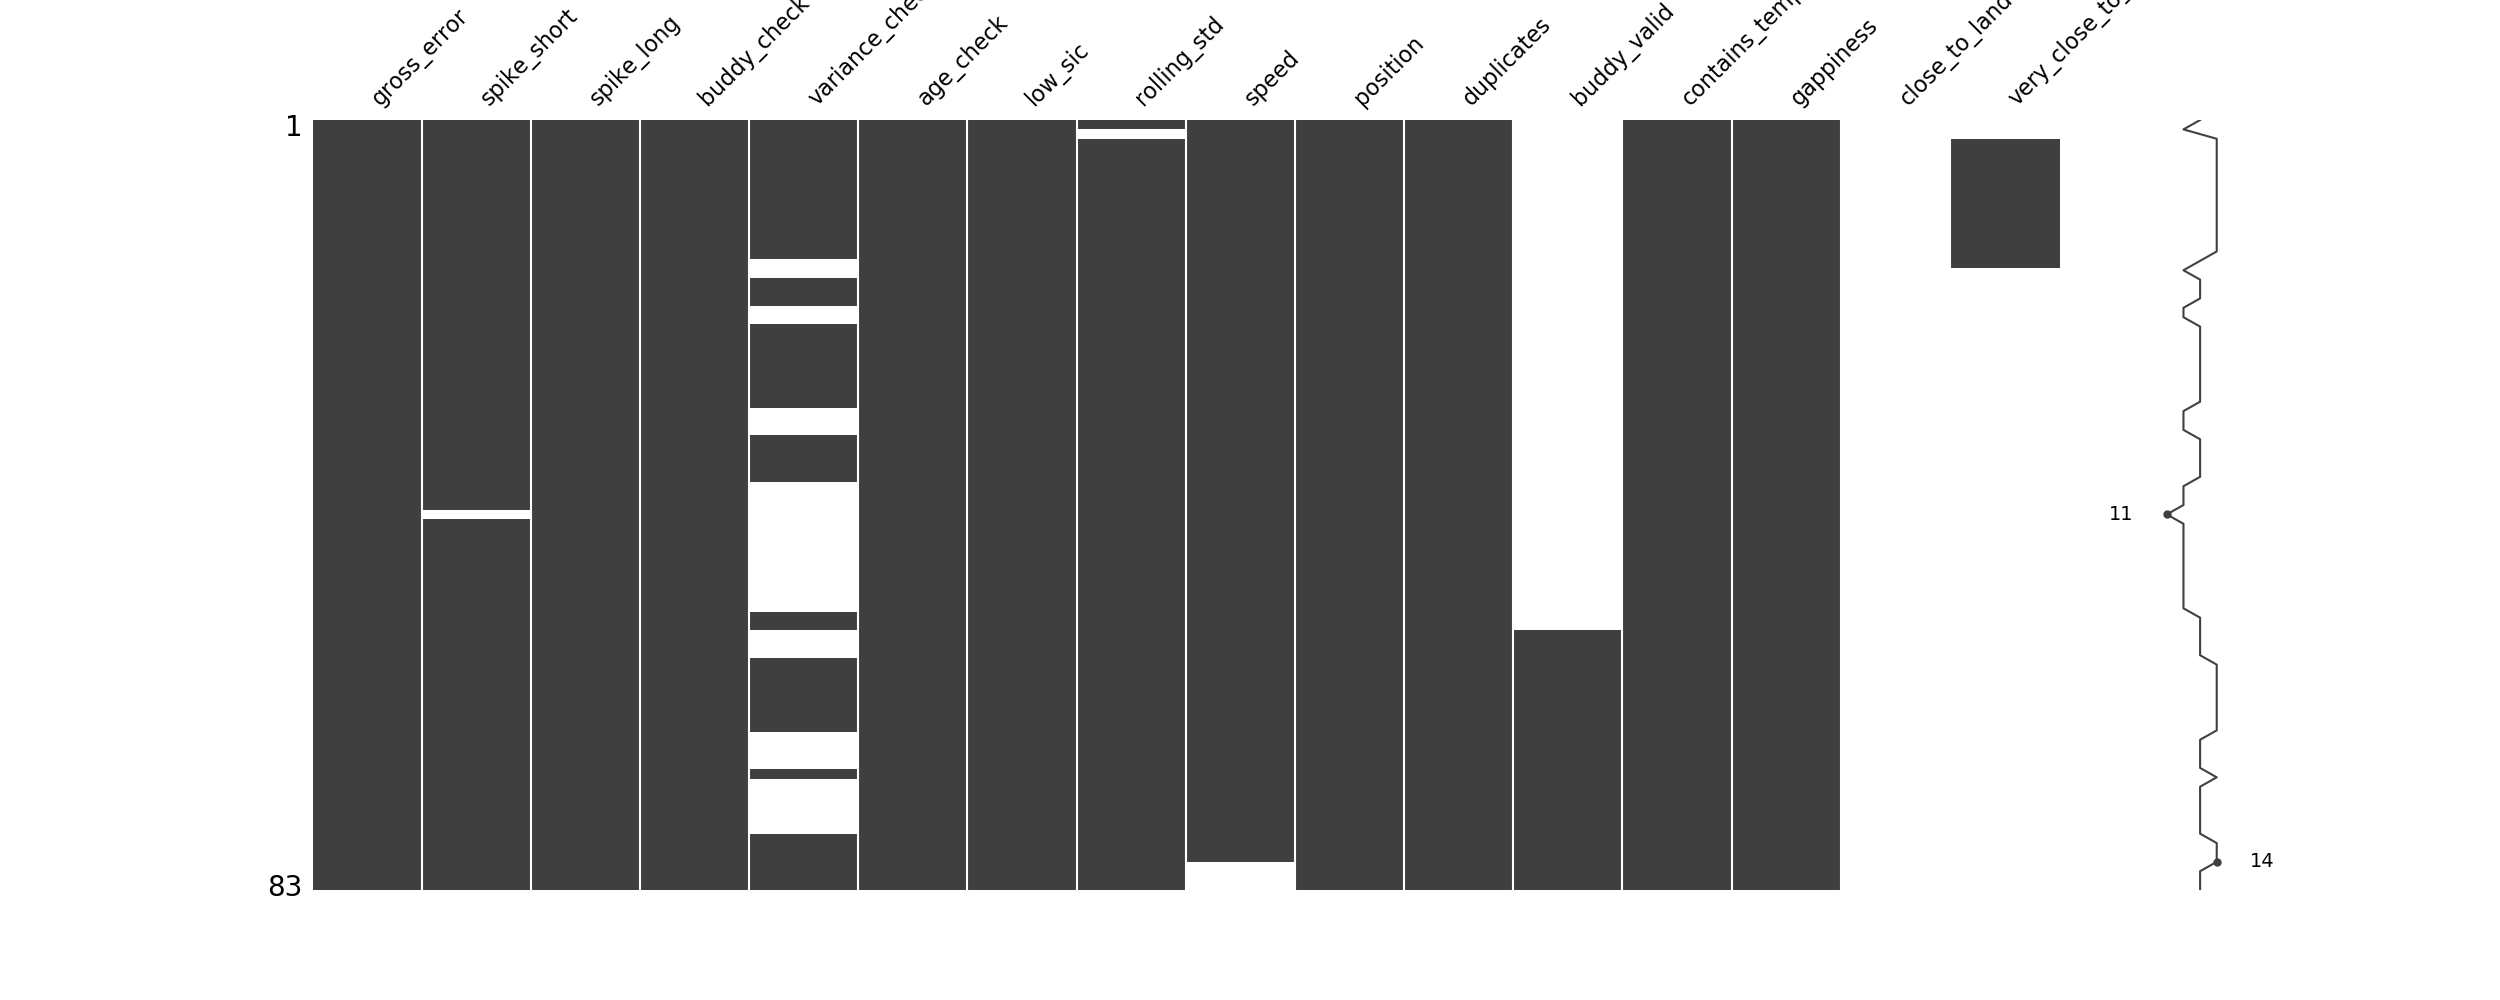 gross_error
spike_short
spike_long
buddy_check
age_check
low_sic
rolling_std
speed
position
duplicates
buddy_valid
gappiness
close_to_land
1
11
14
83